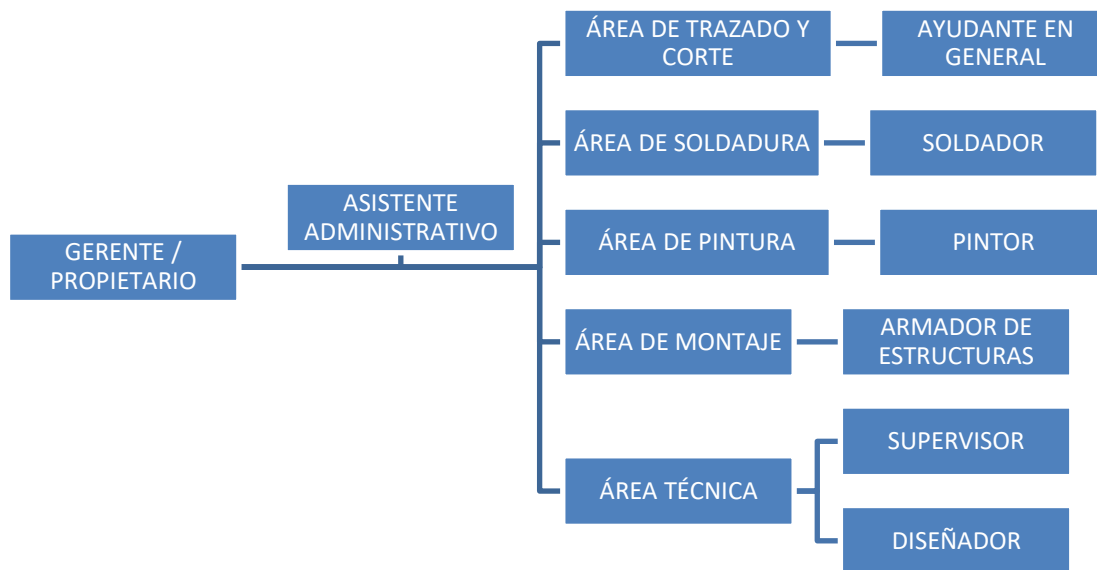 GERENTE /
PROPIETARIO
ASISTENTE
ADMINISTRATIVO
ÁREA DE TRAZADO Y
CORTE
AYUDANTE EN
GENERAL
ÁREA DE SOLDADURA
SOLDADOR
ÁREA DE PINTURA
PINTOR
ÁREA DE MONTAJE
ARMADOR DE
ESTRUCTURAS
ÁREA TÉCNICA
SUPERVISOR
DISEÑADOR